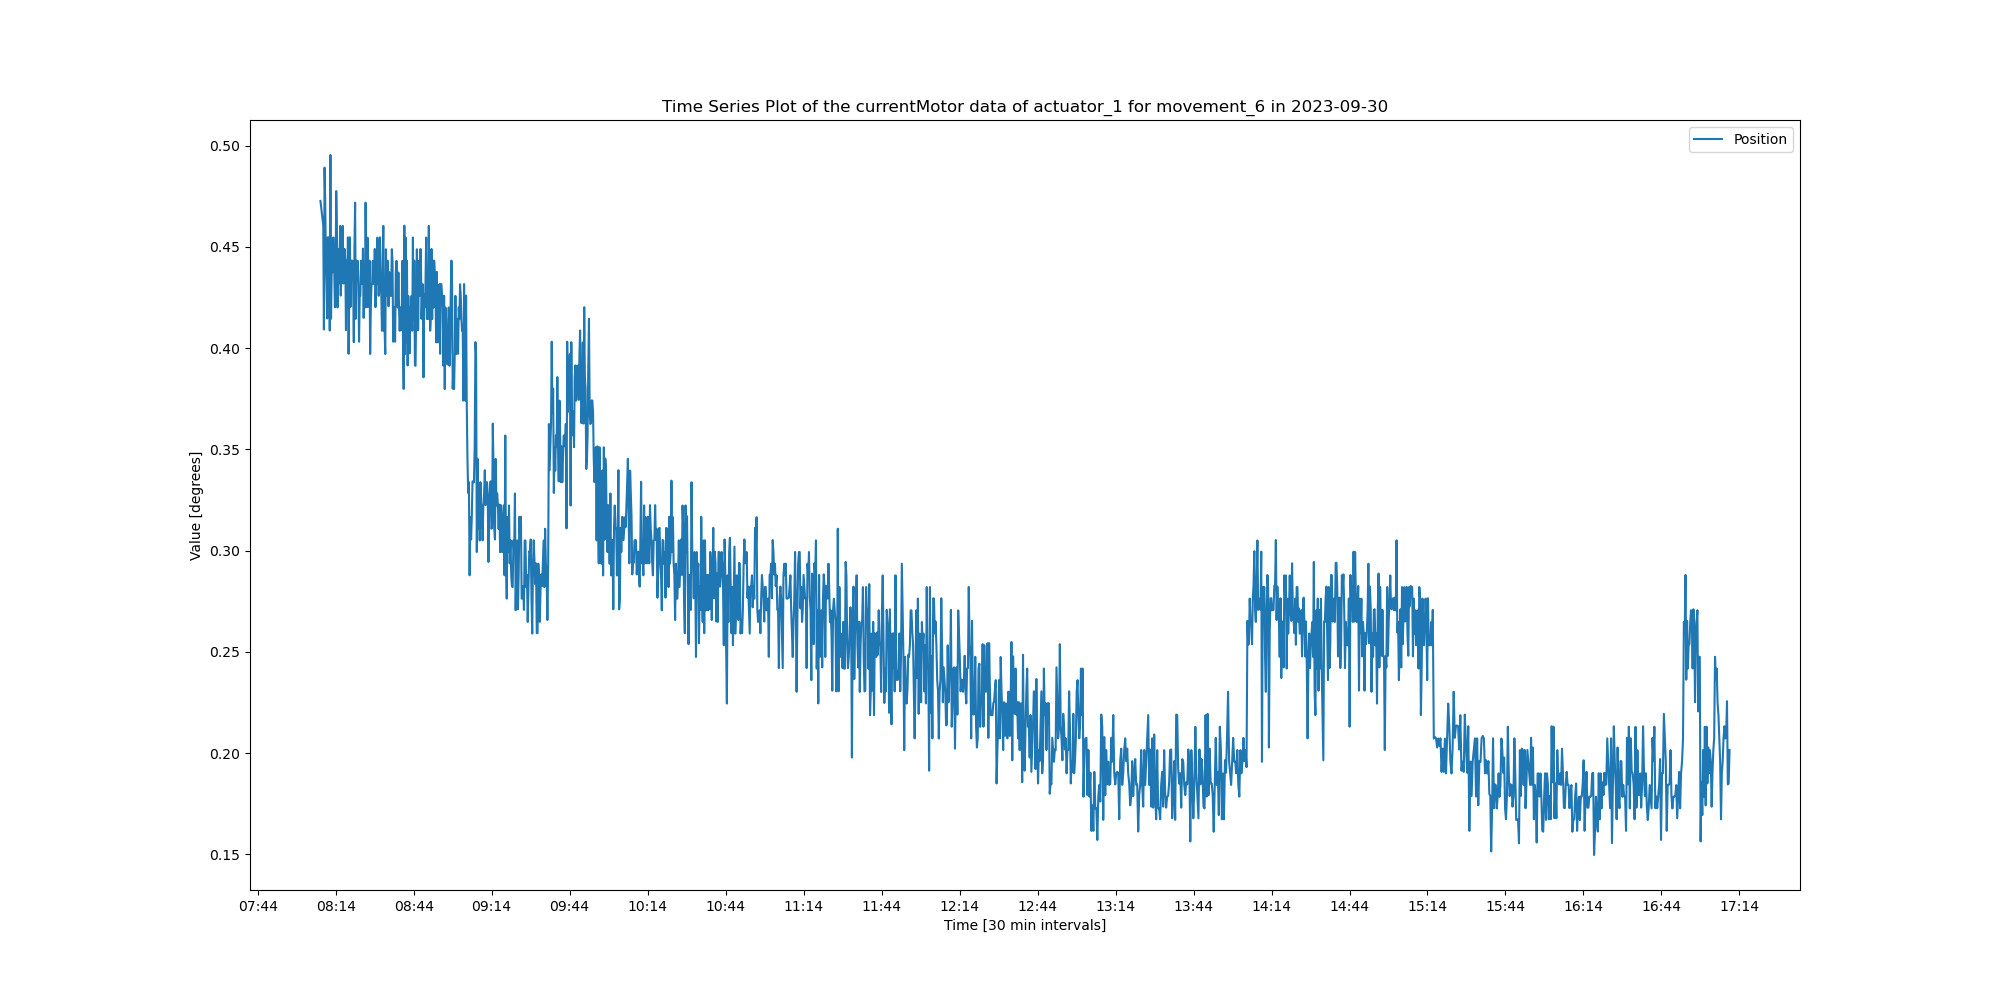 Time Series Plot of the currentMotor data of actuator_1 for movement_6 in 2023-09-30
Position
Value [degrees]
0.50
0.45
0.40
0.35
0.30
0.25
0.20
0.15
07:44 08:14 08:44 09:14 09:44 10:14 10:44 11:14 11:44 12:14 12:44 13:14 13:44 14:14 14:44 15:14 15:44 16:14 16:44 17:14
Time [30 min intervals]